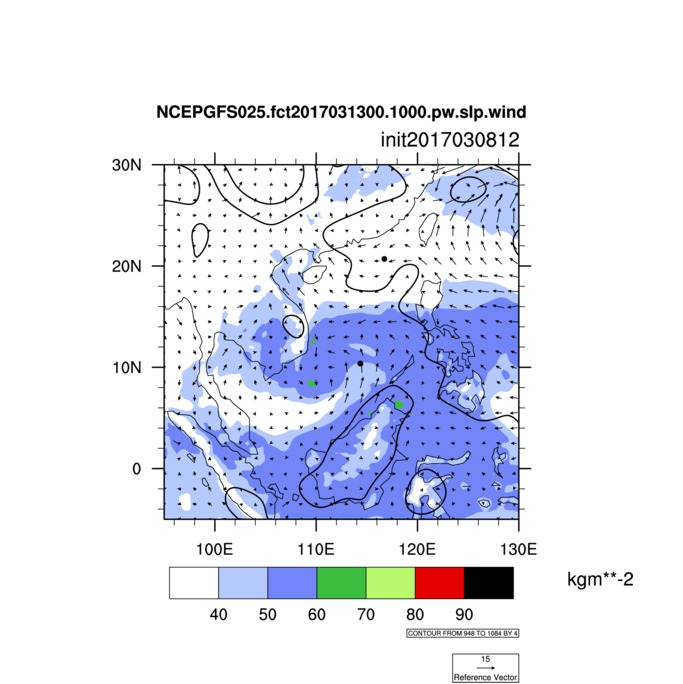 NCEPGFS025.fct2017031300.1000.pw.slp.wind
init2017030812
30N
20N
10N
0
100E 110E 120E 130E
kgm**-2
40 50 60 70 80 90
CONTOUR FROM 948 TO 1084 BY 4
15
Reference Vector